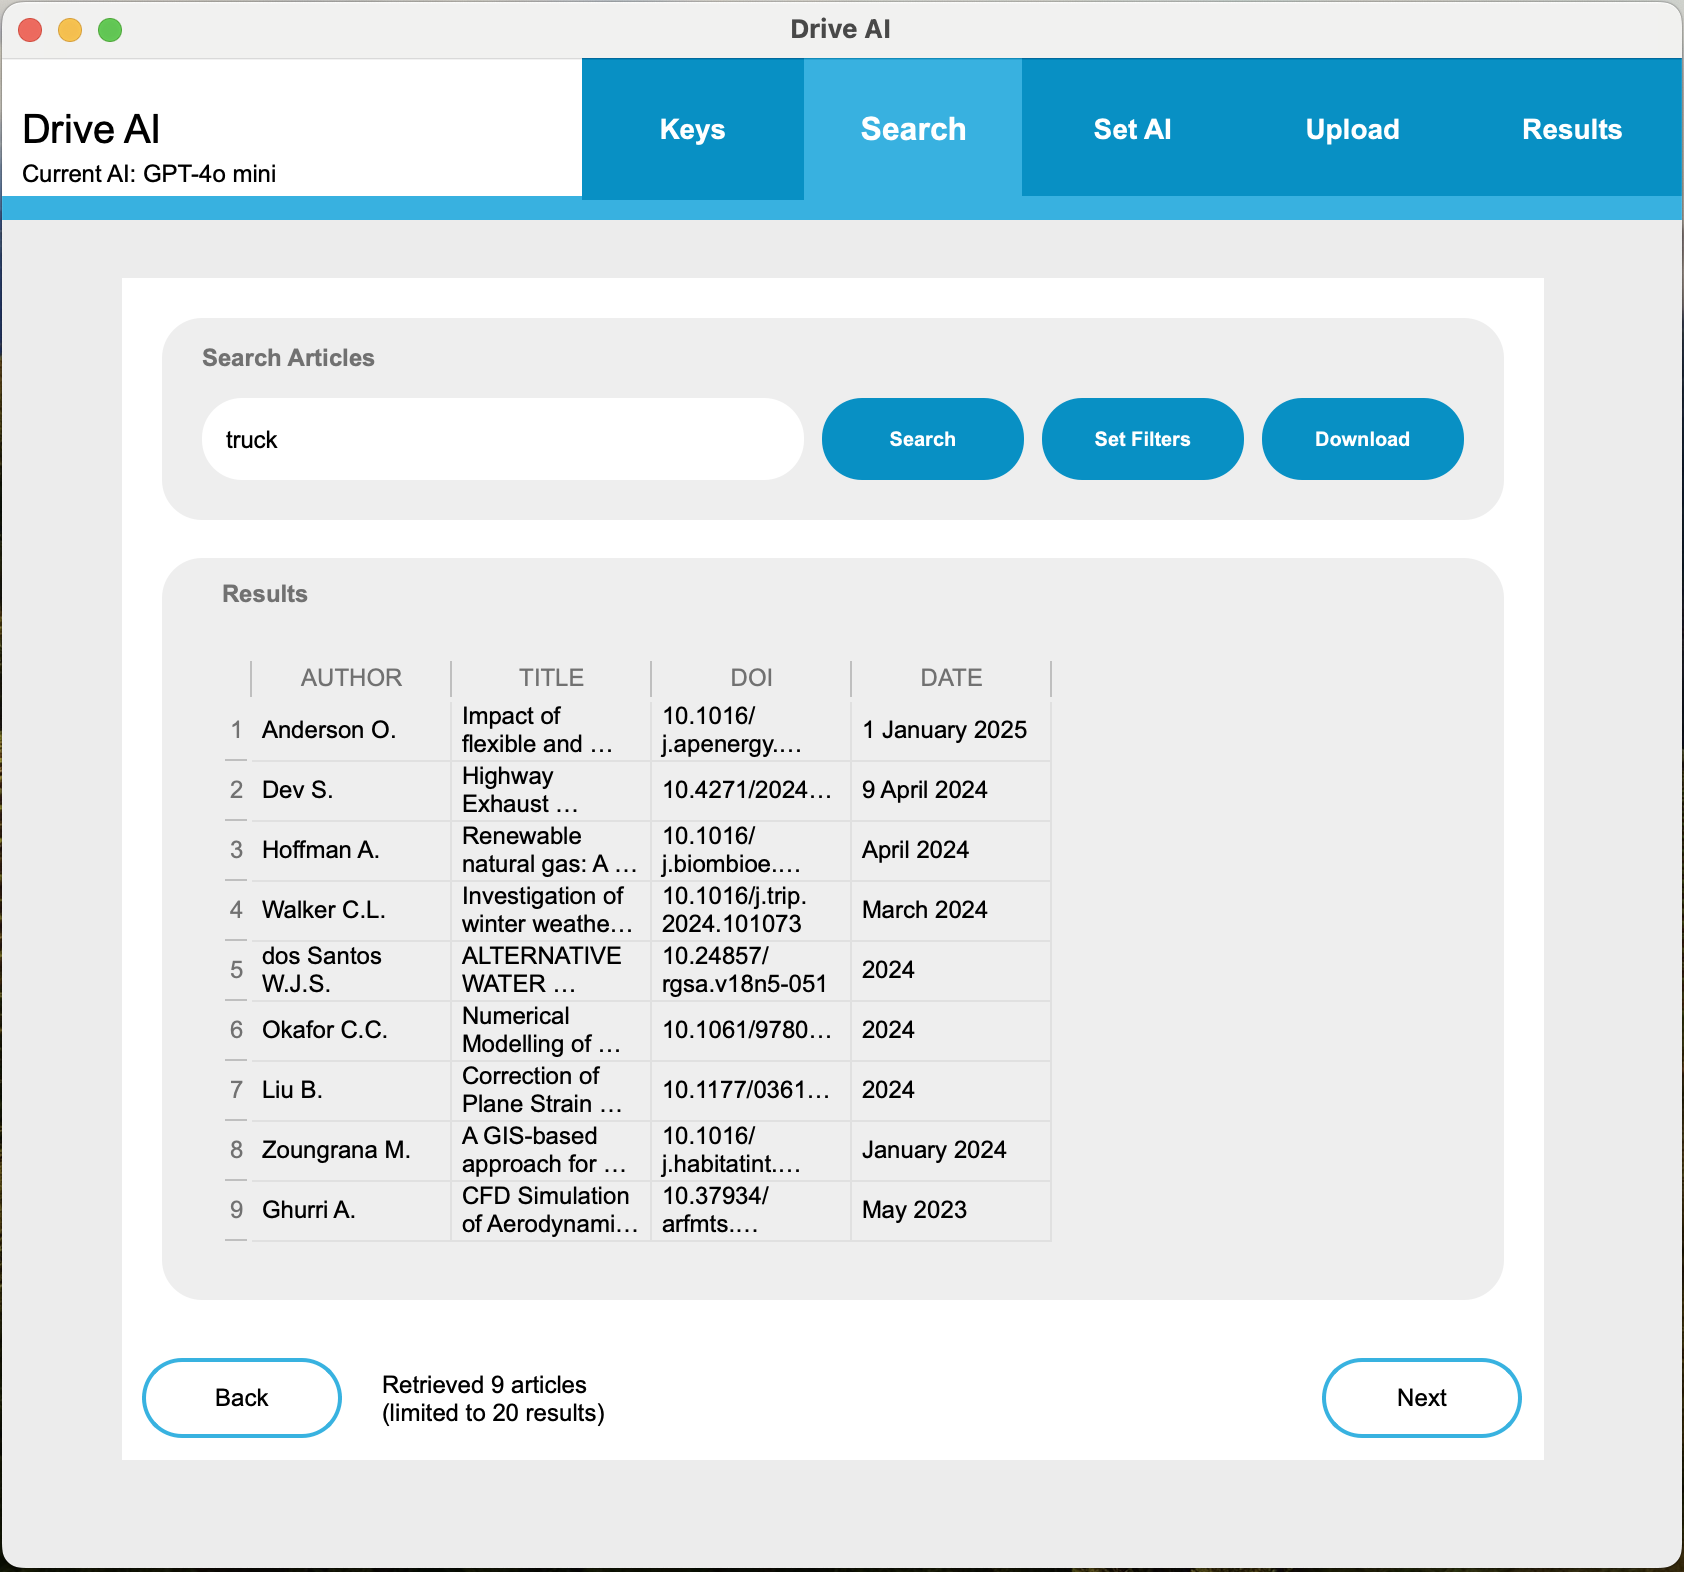 Drive AI
Drive AI
Current AI: GPT-4o mini
Keys
Search
Set AI
Upload
Results
Search Articles
truck
Search
Set Filters
Download
Results
AUTHOR TITLE DOI DATE
1 Anderson O. Impact of flexible and … 10.1016/j.apenergy.… 1 January 2025
2 Dev S. Highway Exhaust … 10.4271/2024… 9 April 2024
3 Hoffman A. Renewable natural gas: A … 10.1016/j.biombioe.… April 2024
4 Walker C.L. Investigation of winter weathe… 10.1016/j.trip.2024.101073 March 2024
5 dos Santos W.J.S. ALTERNATIVE WATER … 10.24857/rgsa.v18n5-051 2024
6 Okafor C.C. Numerical Modelling of … 10.1061/9780… 2024
7 Liu B. Correction of Plane Strain … 10.1177/0361… 2024
8 Zoungrana M. A GIS-based approach for … 10.1016/j.habitatint.… January 2024
9 Ghurri A. CFD Simulation of Aerodynami… 10.37934/arfmts.… May 2023
Back
Retrieved 9 articles
(limited to 20 results)
Next